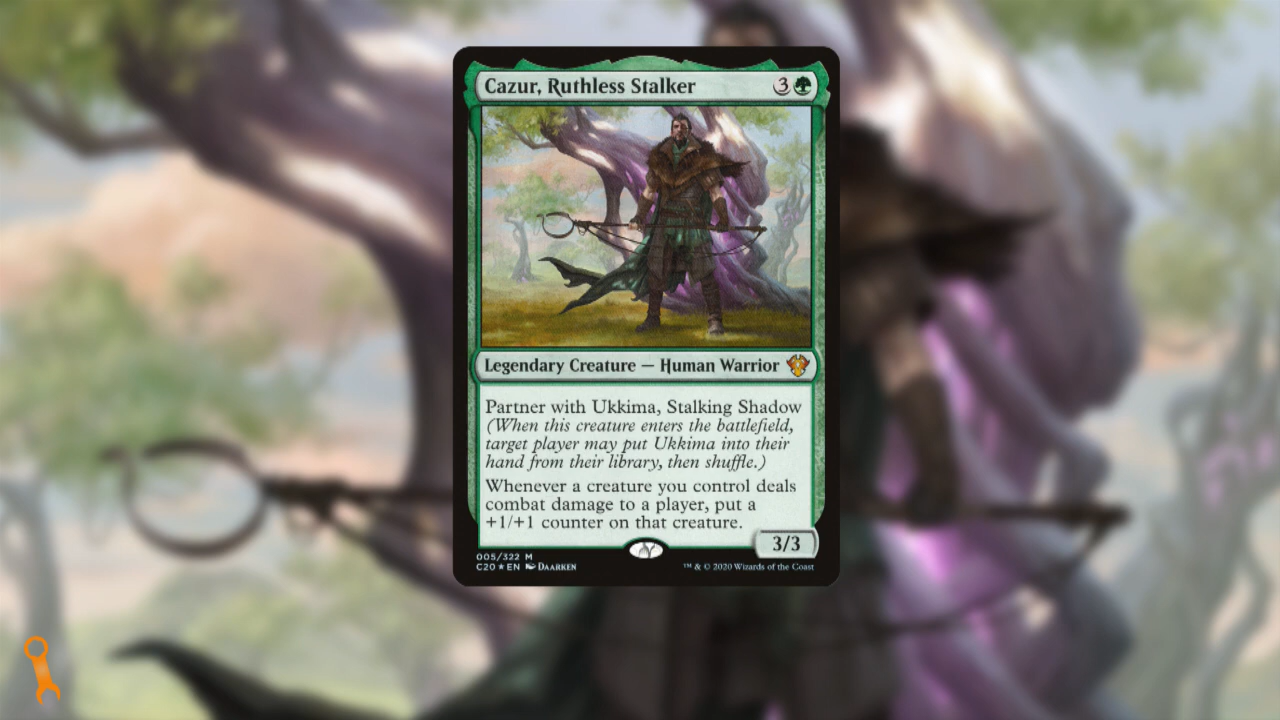 Cazur, Ruthless Stalker 3
Legendary Creature — Human Warrior
Partner with Ukkima, Stalking Shadow
(When this creature enters the battlefield,
target player may put Ukkima into their
hand from their library, then shuffle.)
Whenever a creature you control deals
combat damage to a player, put a
+1/+1 counter on that creature.
3/3
005/322 M
C20 ★ EN Daarken
™ & © 2020 Wizards of the Coast